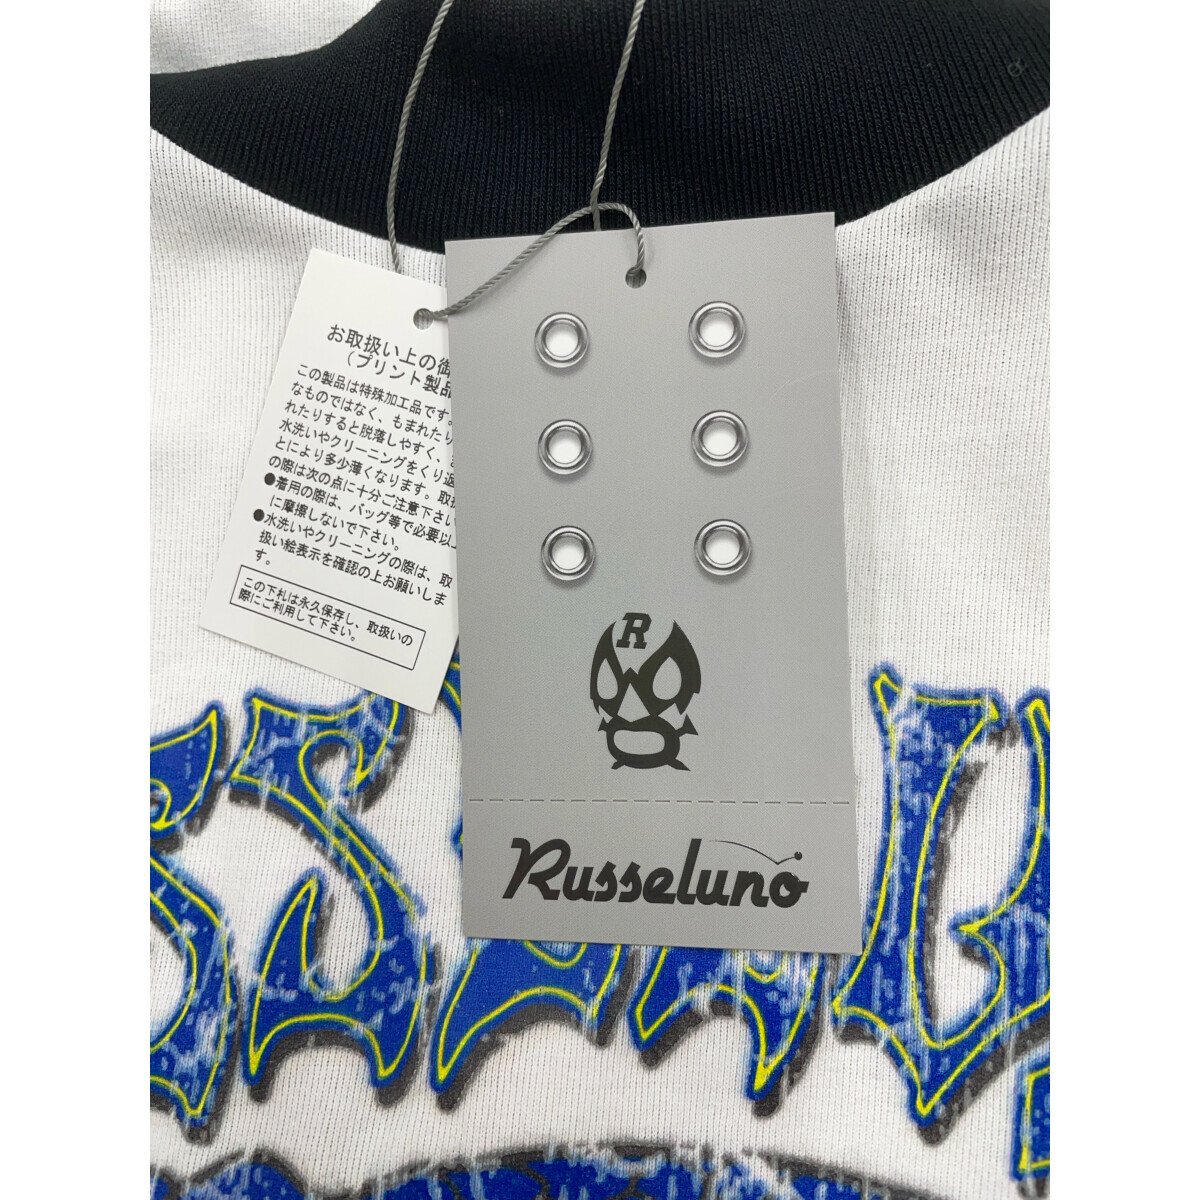 お取扱い上の御
(プリント製品
この製品は特殊加工品です。
なものではなく、もまれたり
れたりすると脱落しやすく、
水洗いやクリーニングをくり返
とにより多少薄くなります。取扱
の際は次の点に十分ご注意下さい
●着用の際は、バッグ等で必要以上
に摩擦しないで下さい。
●水洗いやクリーニングの際は、取
扱い絵表示を確認の上お願いしま
す。
この下札は永久保存し、取扱いの
際にご利用して下さい。
R
Russeluno